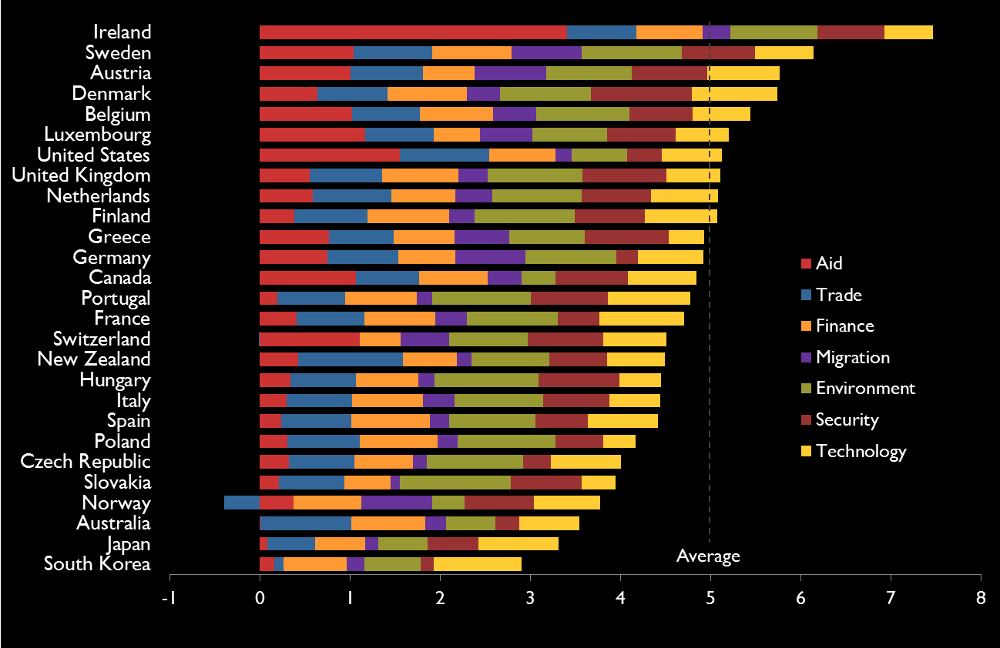 Ireland
Sweden
Austria
Denmark
Belgium
Luxembourg
United States
United Kingdom
Netherlands
Finland
Greece
Germany
Canada
Portugal
France
Switzerland
New Zealand
Hungary
Italy
Spain
Poland
Czech Republic
Slovakia
Norway
Australia
Japan
South Korea
Aid
Trade
Finance
Migration
Environment
Security
Technology
Average
-1 0 1 2 3 4 5 6 7 8